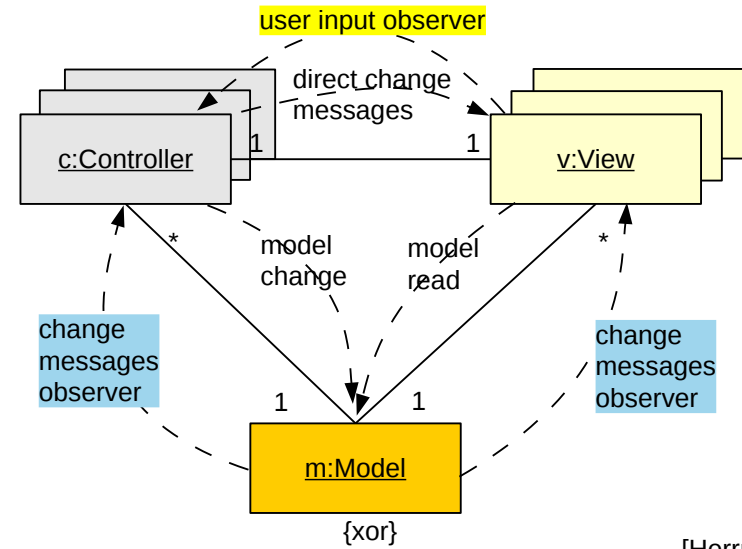 user input observer
direct change
messages
c:Controller
1
1
v:View
*
model
change
model
read
*
change
messages
observer
change
messages
observer
1
1
m:Model
{xor}